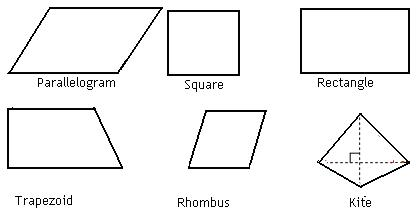 Parallelogram
Square
Rectangle
Trapezoid
Rhombus
Kite